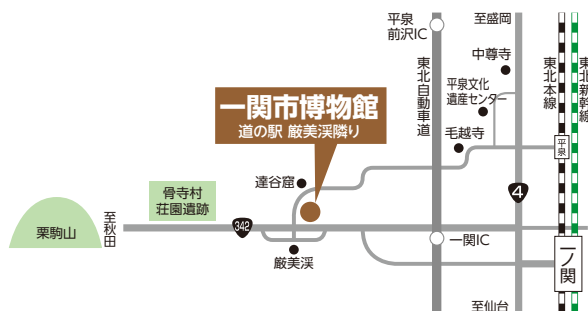 平泉
前沢IC
至盛岡
中尊寺
東北自動車道
東北本線
東北新幹線
平泉文化
遺産センター
一関市博物館
道の駅 厳美渓隣り
毛越寺
平泉
達谷窟
骨寺村
荘園遺跡
4
栗駒山
至秋田
342
一関IC
厳美渓
一ノ関
至仙台